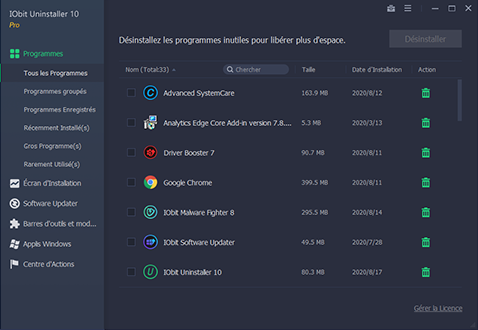 IObit Uninstaller 10
Pro
Désinstallez les programmes inutiles pour libérer plus d'espace.
Désinstaller
Programmes
Tous les Programmes
Programmes groupés
Programmes Enregistrés
Récemment Installé(s)
Gros Programme(s)
Rarement Utilisé(s)
Écran d'Installation
Software Updater
Barres d'outils et mod...
Applis Windows
Centre d'Actions
Nom (Total:33) Chercher Taille Date d'Installation Action
Advanced SystemCare 163.9 MB 2020/8/12
Analytics Edge Core Add-in version 7.8.... 5.3 MB 2020/3/13
Driver Booster 7 90.7 MB 2020/8/11
Google Chrome 399.5 MB 2020/8/11
IObit Malware Fighter 8 295.5 MB 2020/8/14
IObit Software Updater 49.5 MB 2020/7/28
IObit Uninstaller 10 80.3 MB 2020/8/17
Gérer la Licence